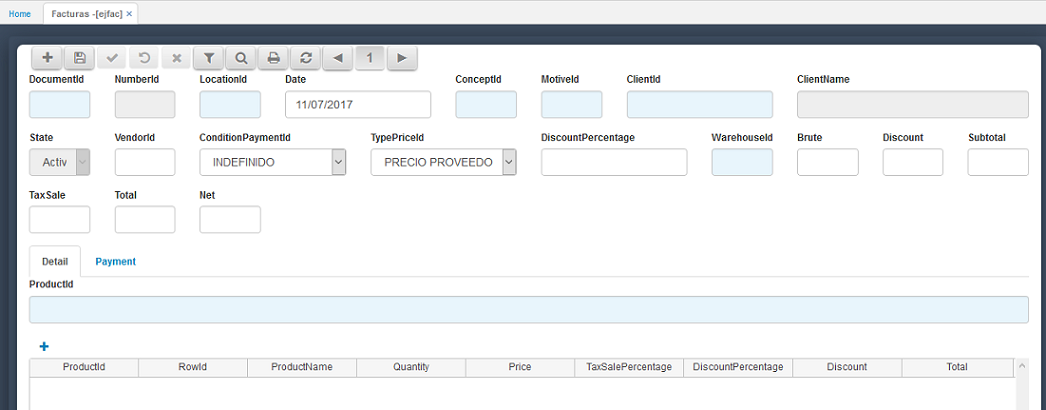 Home Facturas -[ejfac] ×
1
DocumentId NumberId LocationId Date ConceptId MotiveId ClientId ClientName
11/07/2017
State VendorId ConditionPaymentId TypePriceId DiscountPercentage WarehouseId Brute Discount Subtotal
Activ INDEFINIDO PRECIO PROVEEDO
TaxSale Total Net
Detail Payment
ProductId
ProductId RowId ProductName Quantity Price TaxSalePercentage DiscountPercentage Discount Total